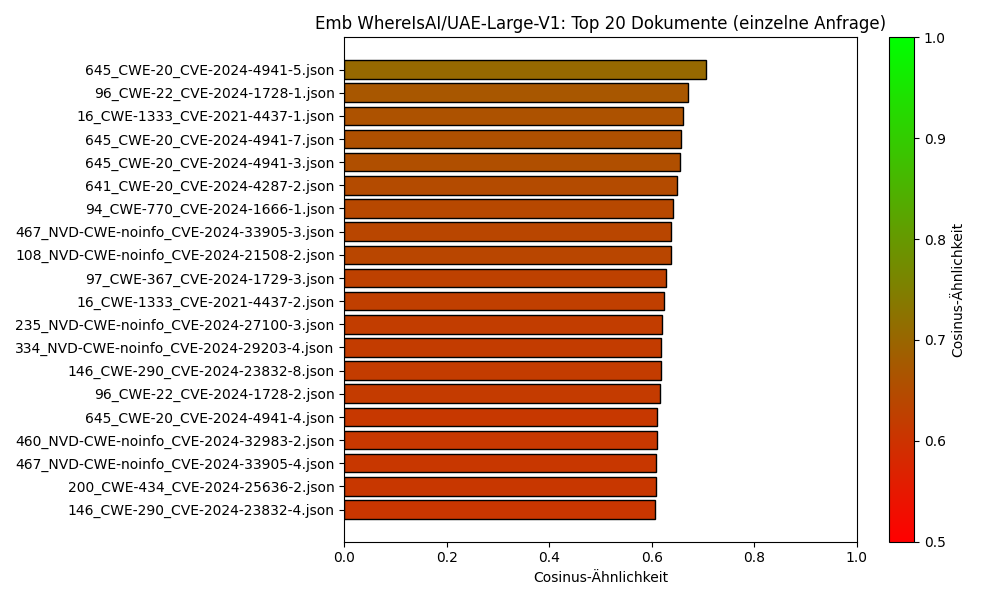 Emb WhereIsAI/UAE-Large-V1: Top 20 Dokumente (einzelne Anfrage)
645_CWE-20_CVE-2024-4941-5.json
96_CWE-22_CVE-2024-1728-1.json
16_CWE-1333_CVE-2021-4437-1.json
645_CWE-20_CVE-2024-4941-7.json
645_CWE-20_CVE-2024-4941-3.json
641_CWE-20_CVE-2024-4287-2.json
94_CWE-770_CVE-2024-1666-1.json
467_NVD-CWE-noinfo_CVE-2024-33905-3.json
108_NVD-CWE-noinfo_CVE-2024-21508-2.json
97_CWE-367_CVE-2024-1729-3.json
16_CWE-1333_CVE-2021-4437-2.json
235_NVD-CWE-noinfo_CVE-2024-27100-3.json
334_NVD-CWE-noinfo_CVE-2024-29203-4.json
146_CWE-290_CVE-2024-23832-8.json
96_CWE-22_CVE-2024-1728-2.json
645_CWE-20_CVE-2024-4941-4.json
460_NVD-CWE-noinfo_CVE-2024-32983-2.json
467_NVD-CWE-noinfo_CVE-2024-33905-4.json
200_CWE-434_CVE-2024-25636-2.json
146_CWE-290_CVE-2024-23832-4.json
0.0 0.2 0.4 0.6 0.8 1.0
Cosinus-Ähnlichkeit
1.0
0.9
0.8
0.7
0.6
0.5
Cosinus-Ähnlichkeit